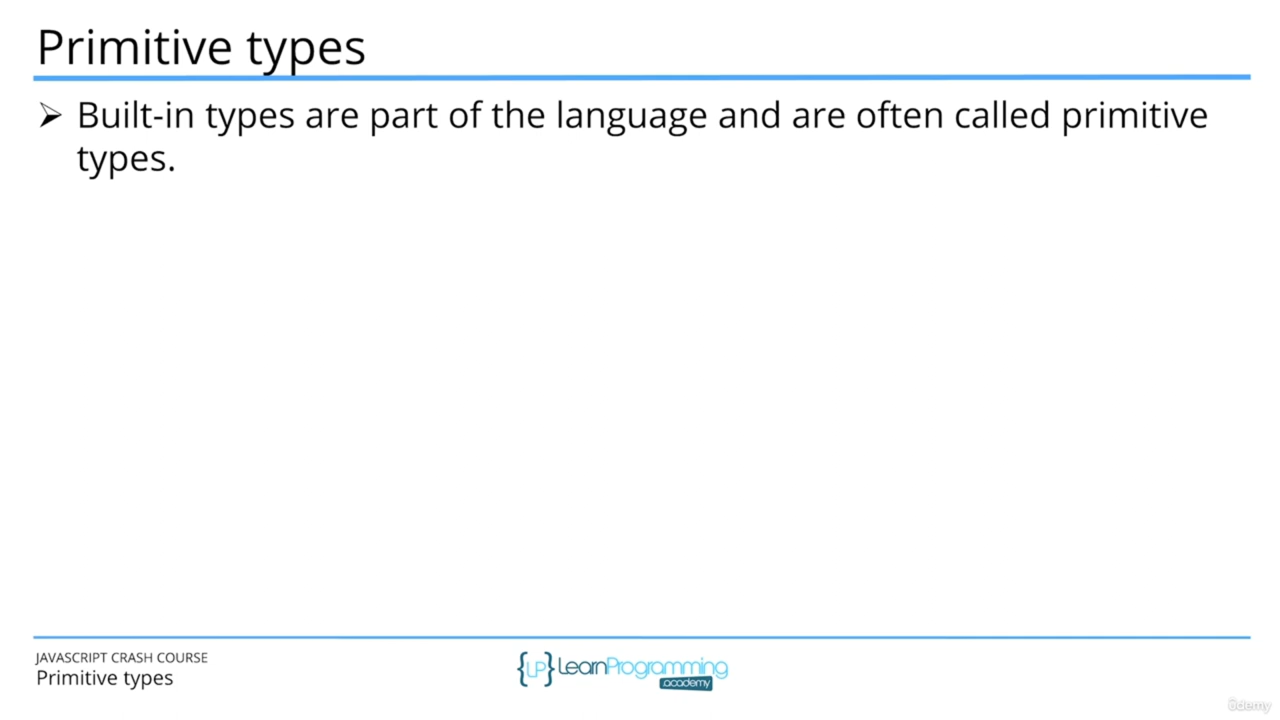 Primitive types
➢ Built-in types are part of the language and are often called primitive
types.
JAVASCRIPT CRASH COURSE
Primitive types
{LP} LearnProgramming
academy
ûdemy